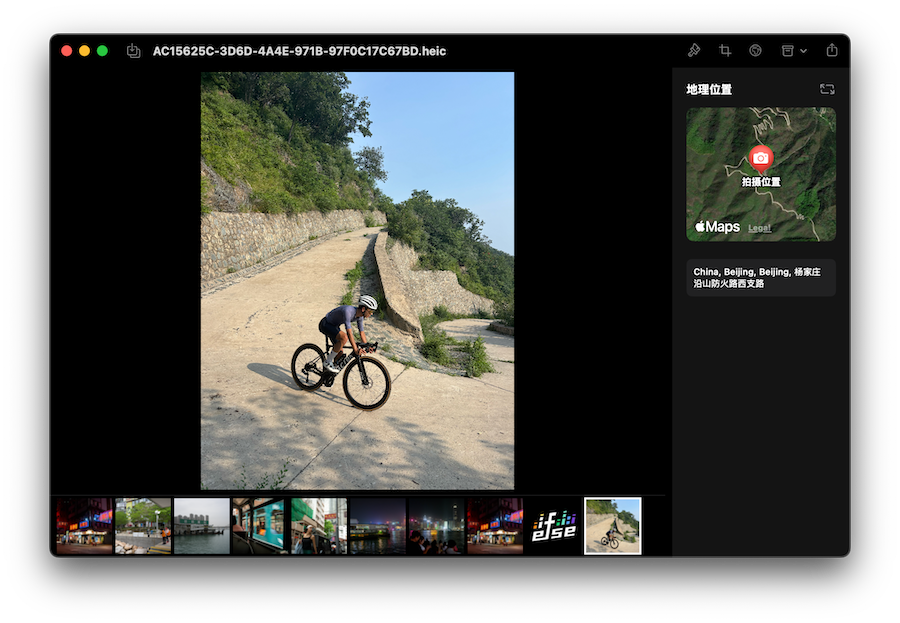 AC15625C-3D6D-4A4E-971B-97F0C17C67BD.heic
地理位置
拍摄位置
Maps
Legal
China, Beijing, Beijing, 杨家庄
沿山防火路西支路
if
else